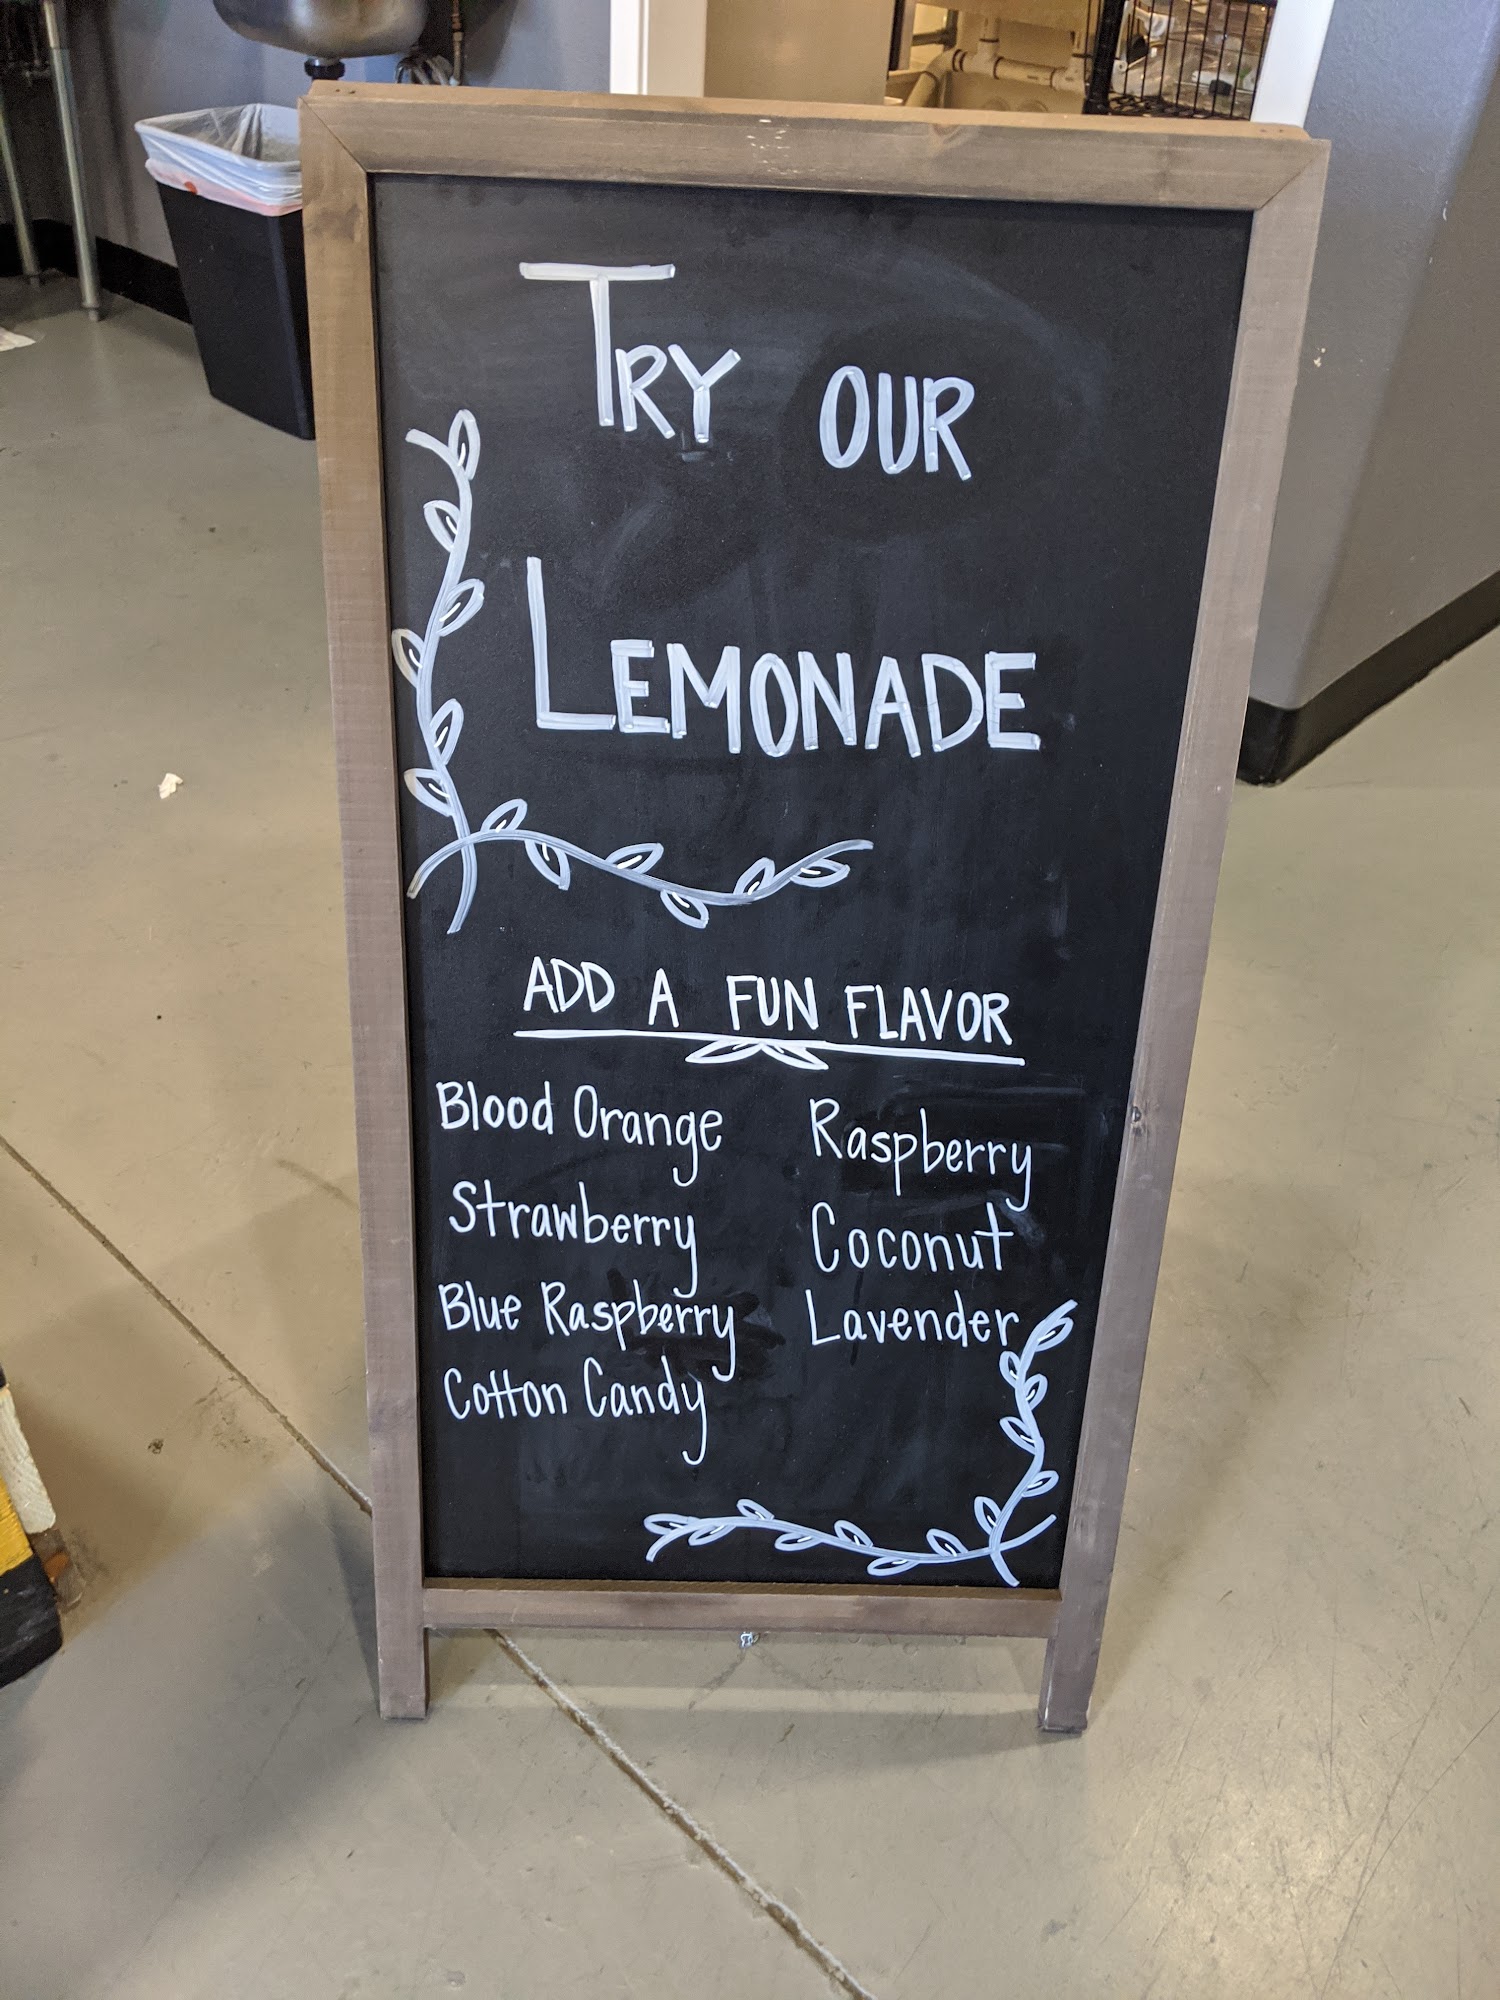 TRY OUR
LEMONADE
ADD A FUN FLAVOR
Blood Orange
Strawberry
Blue Raspberry
Cotton Candy
Raspberry
Coconut
Lavender